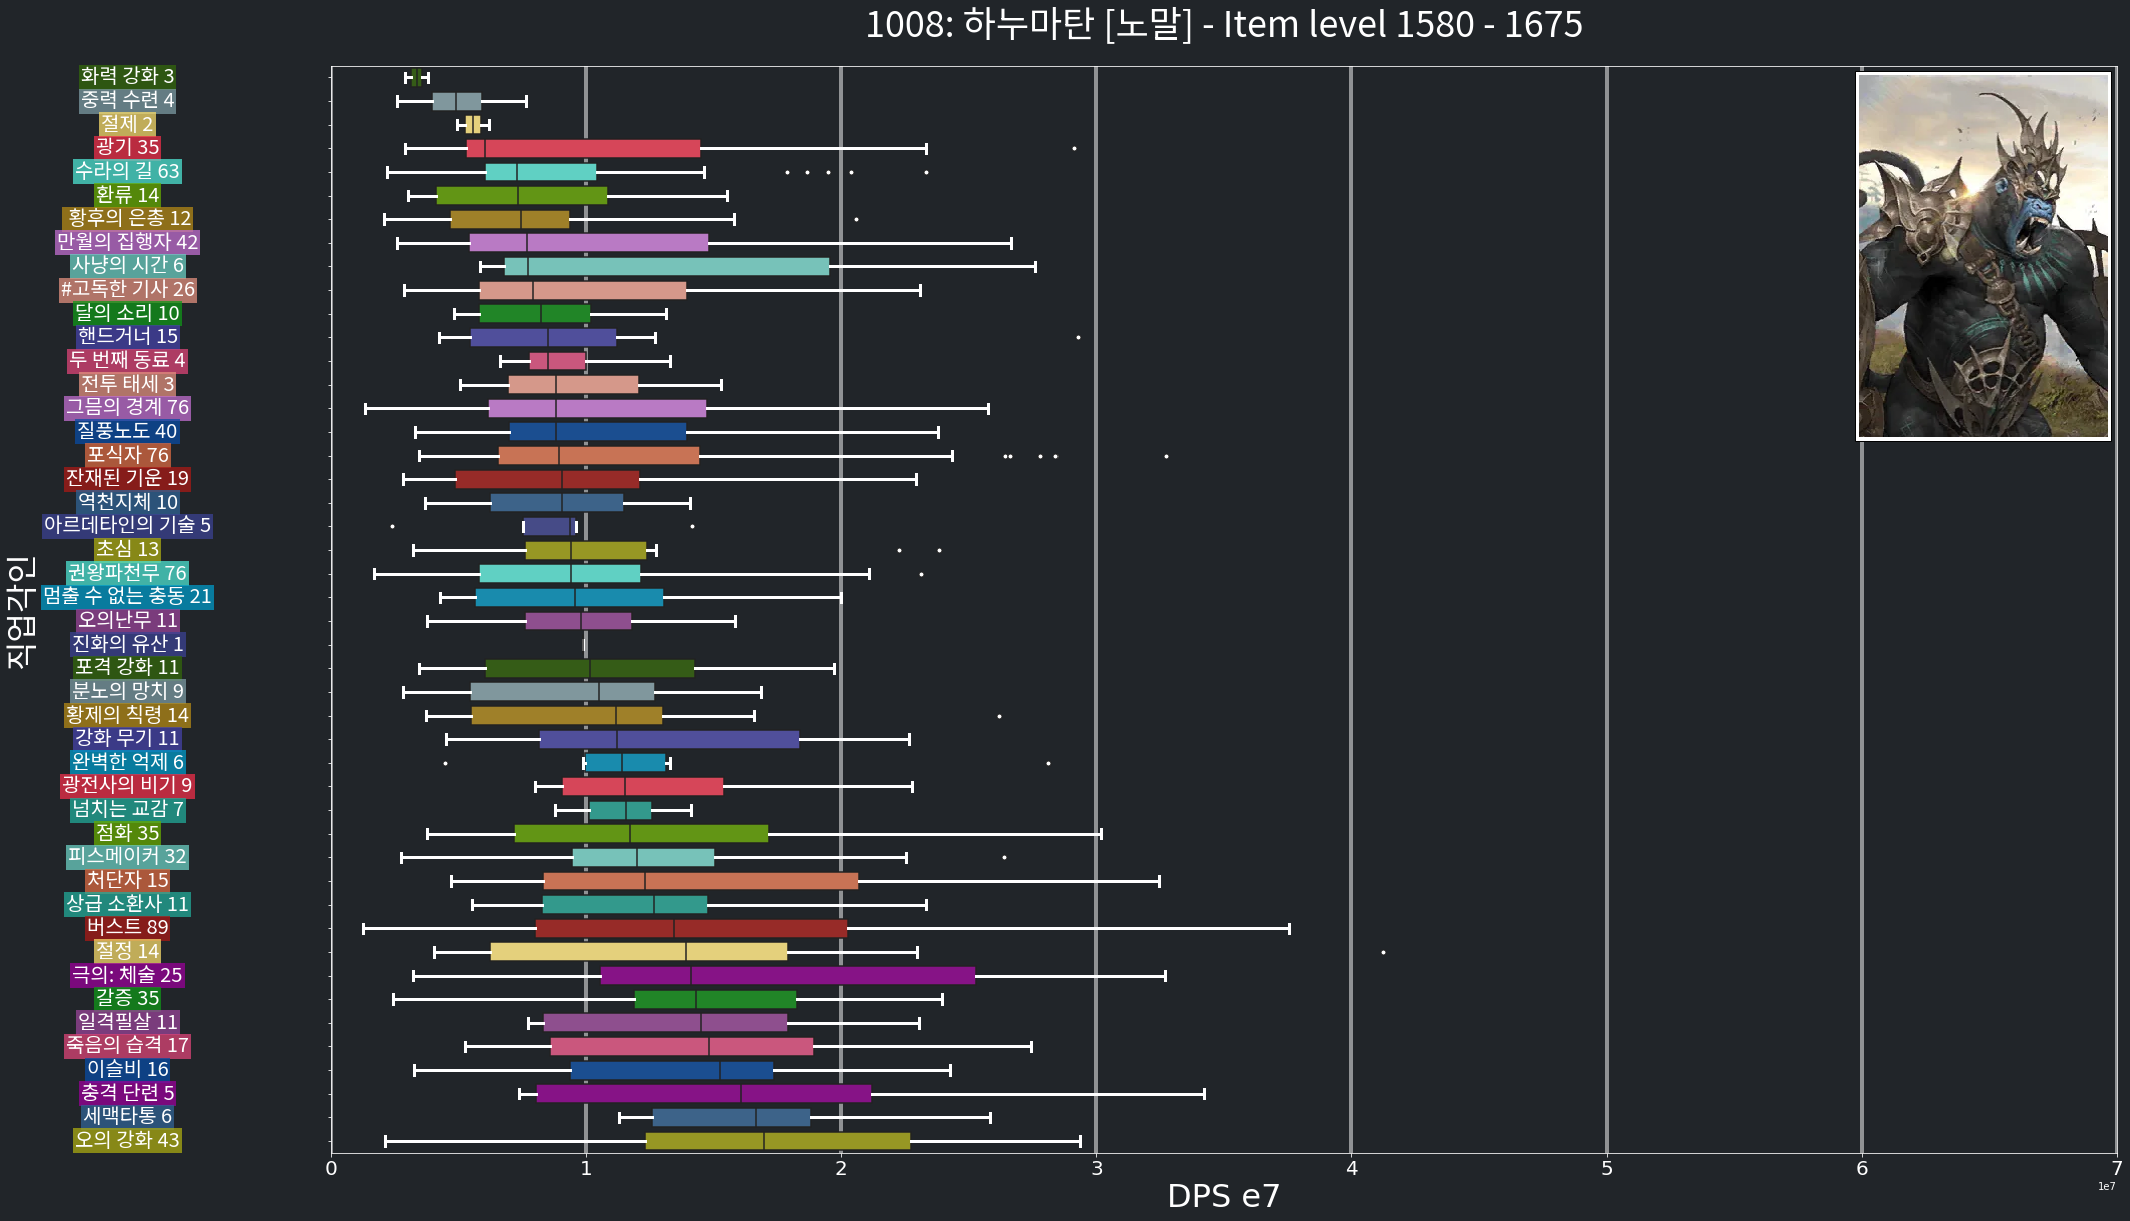 1008: 하누마탄 [노말] - Item level 1580 - 1675
화력 강화 3
중력 수련 4
절제 2
광기 35
수라의 길 63
환류 14
황후의 은총 12
만월의 집행자 42
사냥의 시간 6
#고독한 기사 26
달의 소리 10
핸드거너 15
두 번째 동료 4
전투 태세 3
그믐의 경계 76
질풍노도 40
포식자 76
잔재된 기운 19
역천지체 10
아르데타인의 기술 5
초심 13
권왕파천무 76
멈출 수 없는 충동 21
오의난무 11
진화의 유산 1
포격 강화 11
분노의 망치 9
황제의 칙령 14
강화 무기 11
완벽한 억제 6
광전사의 비기 9
넘치는 교감 7
점화 35
피스메이커 32
처단자 15
상급 소환사 11
버스트 89
절정 14
극의: 체술 25
갈증 35
일격필살 11
죽음의 습격 17
이슬비 16
충격 단련 5
세맥타통 6
오의 강화 43
직업각인
0 1 2 3 4 5 6 7
1e7
DPS e7